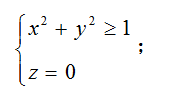 x² + y² ≥ 1
z = 0 ;